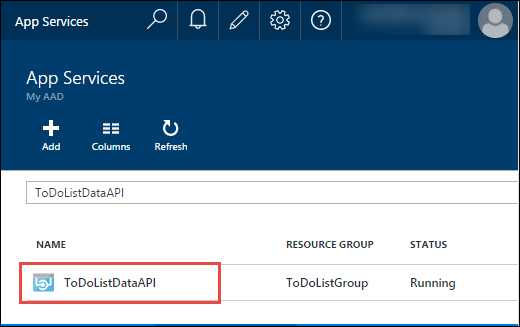 App Services
App Services
My AAD
Add Columns Refresh
ToDoListDataAPI
NAME RESOURCE GROUP STATUS
ToDoListDataAPI ToDoListGroup Running